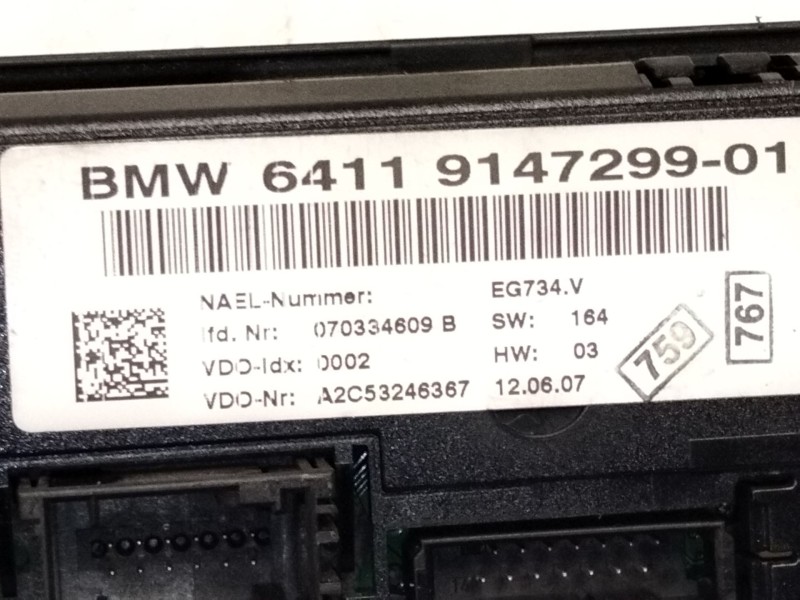 BMW 6411 9147299-01
NAEL-Nummer: EG734.V
lfd. Nr: 070334609 B SW: 164
VDO-Idx: 0002 HW: 03
VDO-Nr: A2C53246367 12.06.07
759
767